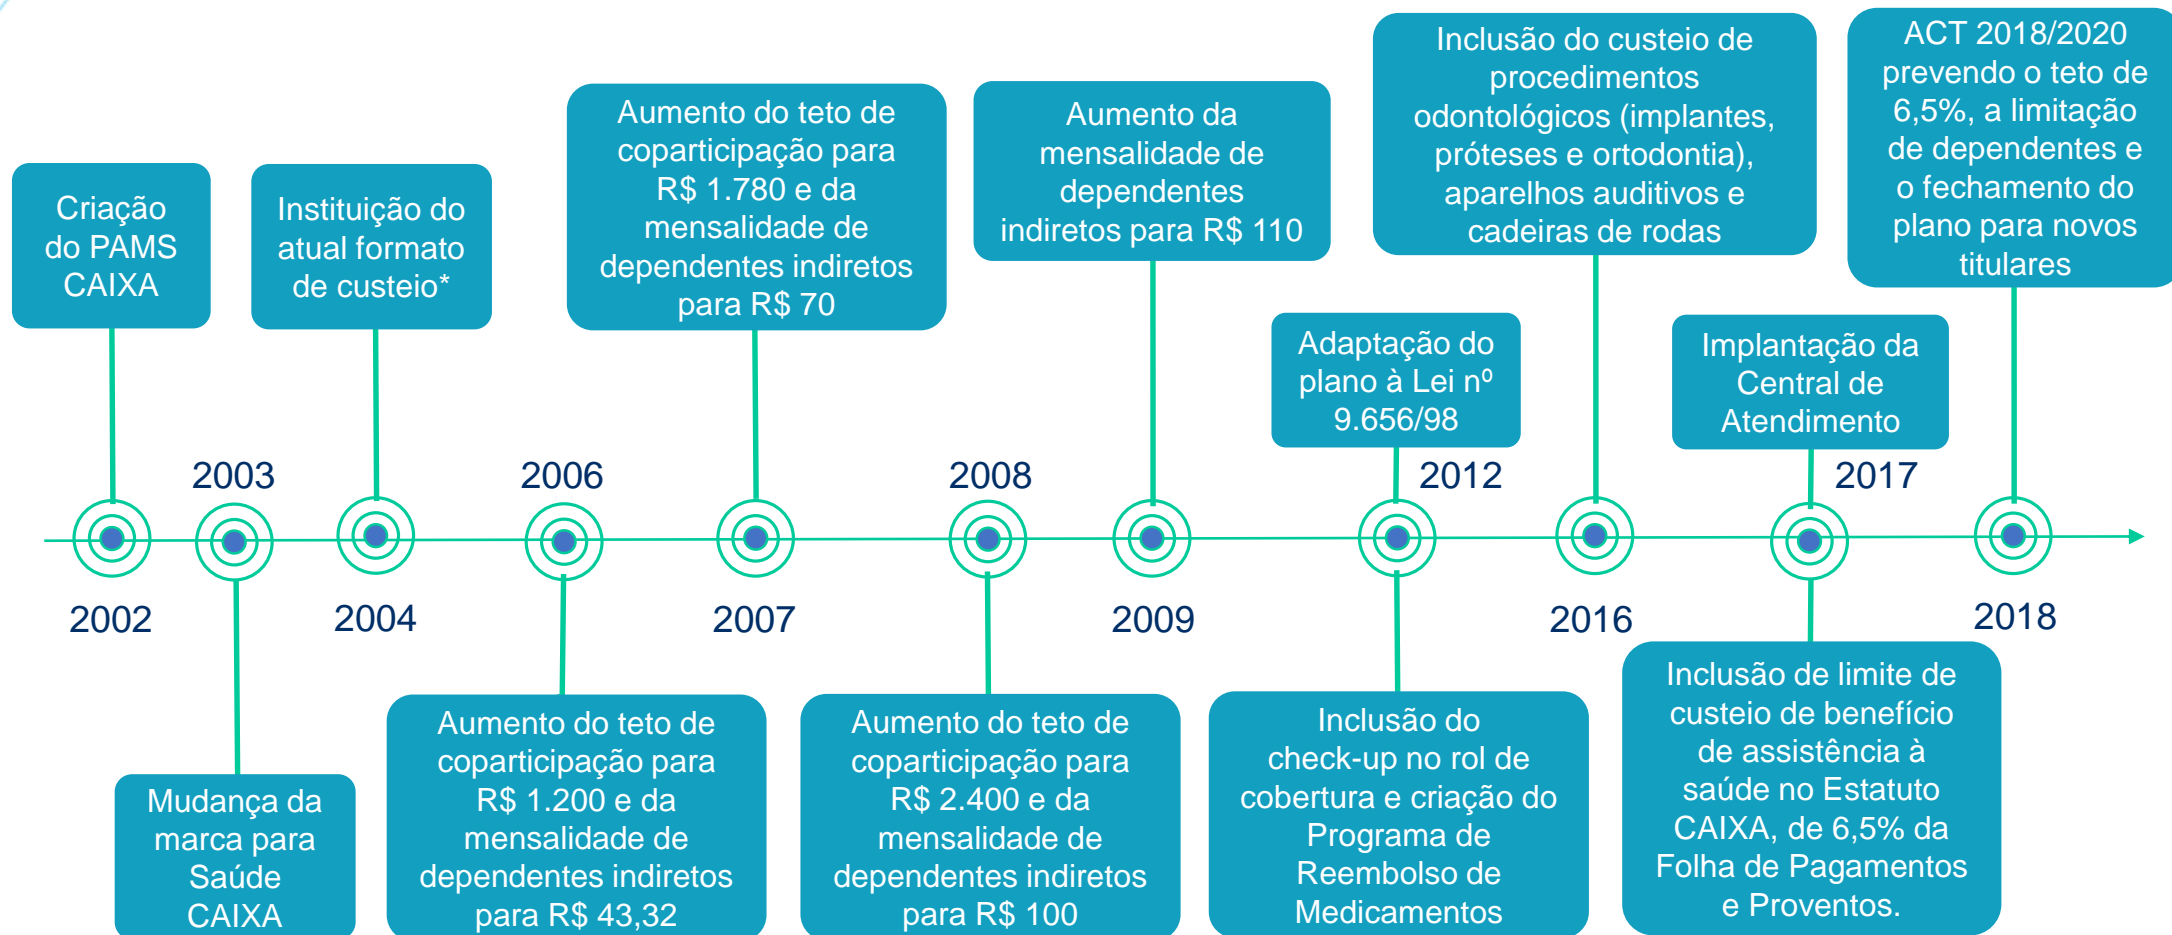 Criação
do PAMS
CAIXA
2002
2003
Mudança da
marca para
Saúde
CAIXA
Instituição do
atual formato
de custeio*
2004
2006
Aumento do teto de
coparticipação para
R$ 1.200 e da
mensalidade de
dependentes indiretos
para R$ 43,32
Aumento do teto de
coparticipação para
R$ 1.780 e da
mensalidade de
dependentes indiretos
para R$ 70
2007
2008
Aumento do teto de
coparticipação para
R$ 2.400 e da
mensalidade de
dependentes indiretos
para R$ 100
Aumento da
mensalidade de
dependentes
indiretos para R$ 110
2009
Adaptação do
plano à Lei nº
9.656/98
2012
Inclusão do
check-up no rol de
cobertura e criação do
Programa de
Reembolso de
Medicamentos
Inclusão do custeio de
procedimentos
odontológicos (implantes,
próteses e ortodontia),
aparelhos auditivos e
cadeiras de rodas
2016
Implantação da
Central de
Atendimento
2017
Inclusão de limite de
custeio de benefício
de assistência à
saúde no Estatuto
CAIXA, de 6,5% da
Folha de Pagamentos
e Proventos.
ACT 2018/2020
prevendo o teto de
6,5%, a limitação
de dependentes e
o fechamento do
plano para novos
titulares
2018